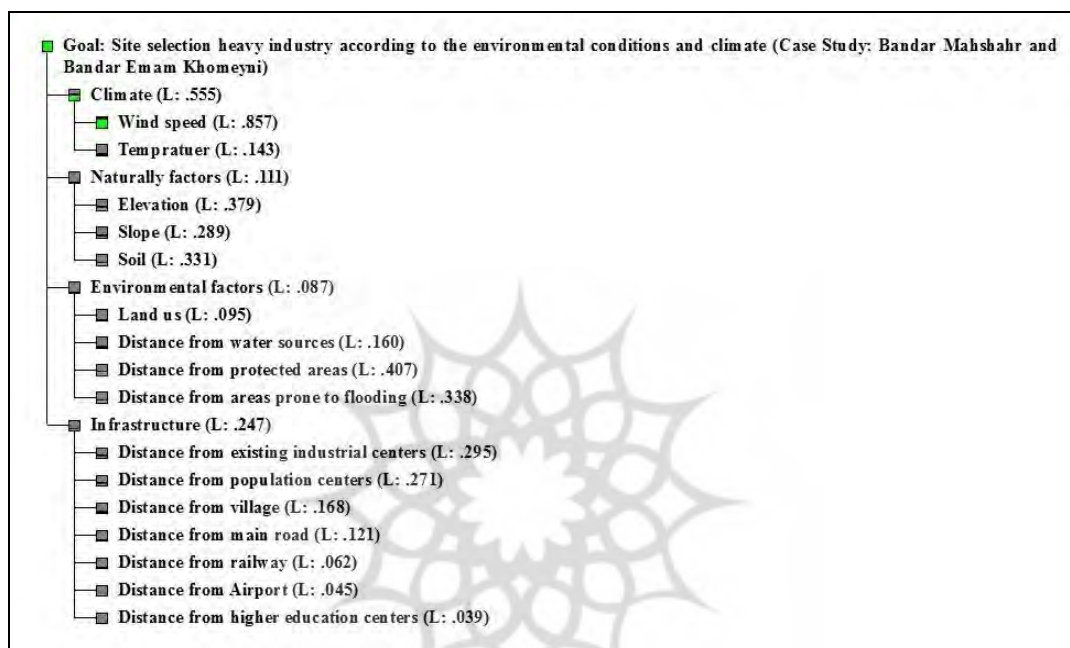 Goal: Site selection heavy industry according to the environmental conditions and climate (Case Study: Bandar Mahshahr and
Bandar Emam Khomeyni)
Climate (L: .555)
Wind speed (L: .857)
Tempratuer (L: .143)
Naturally factors (L: .111)
Elevation (L: .379)
Slope (L: .289)
Soil (L: .331)
Environmental factors (L: .087)
Land us (L: .095)
Distance from water sources (L: .160)
Distance from protected areas (L: .407)
Distance from areas prone to flooding (L: .338)
Infrastructure (L: .247)
Distance from existing industrial centers (L: .295)
Distance from population centers (L: .271)
Distance from village (L: .168)
Distance from main road (L: .121)
Distance from railway (L: .062)
Distance from Airport (L: .045)
Distance from higher education centers (L: .039)